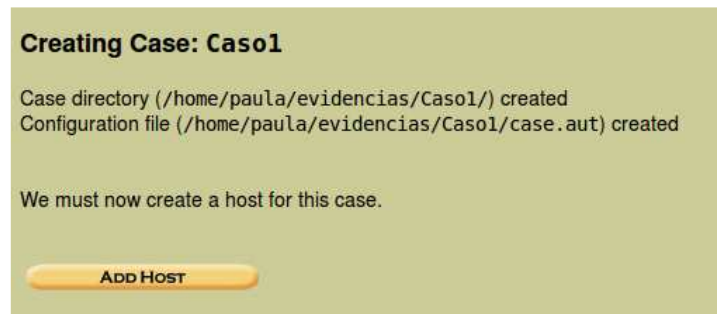 Creating Case: Caso1
Case directory (/home/paula/evidencias/Caso1/) created
Configuration file (/home/paula/evidencias/Caso1/case.aut) created
We must now create a host for this case.
ADD HOST